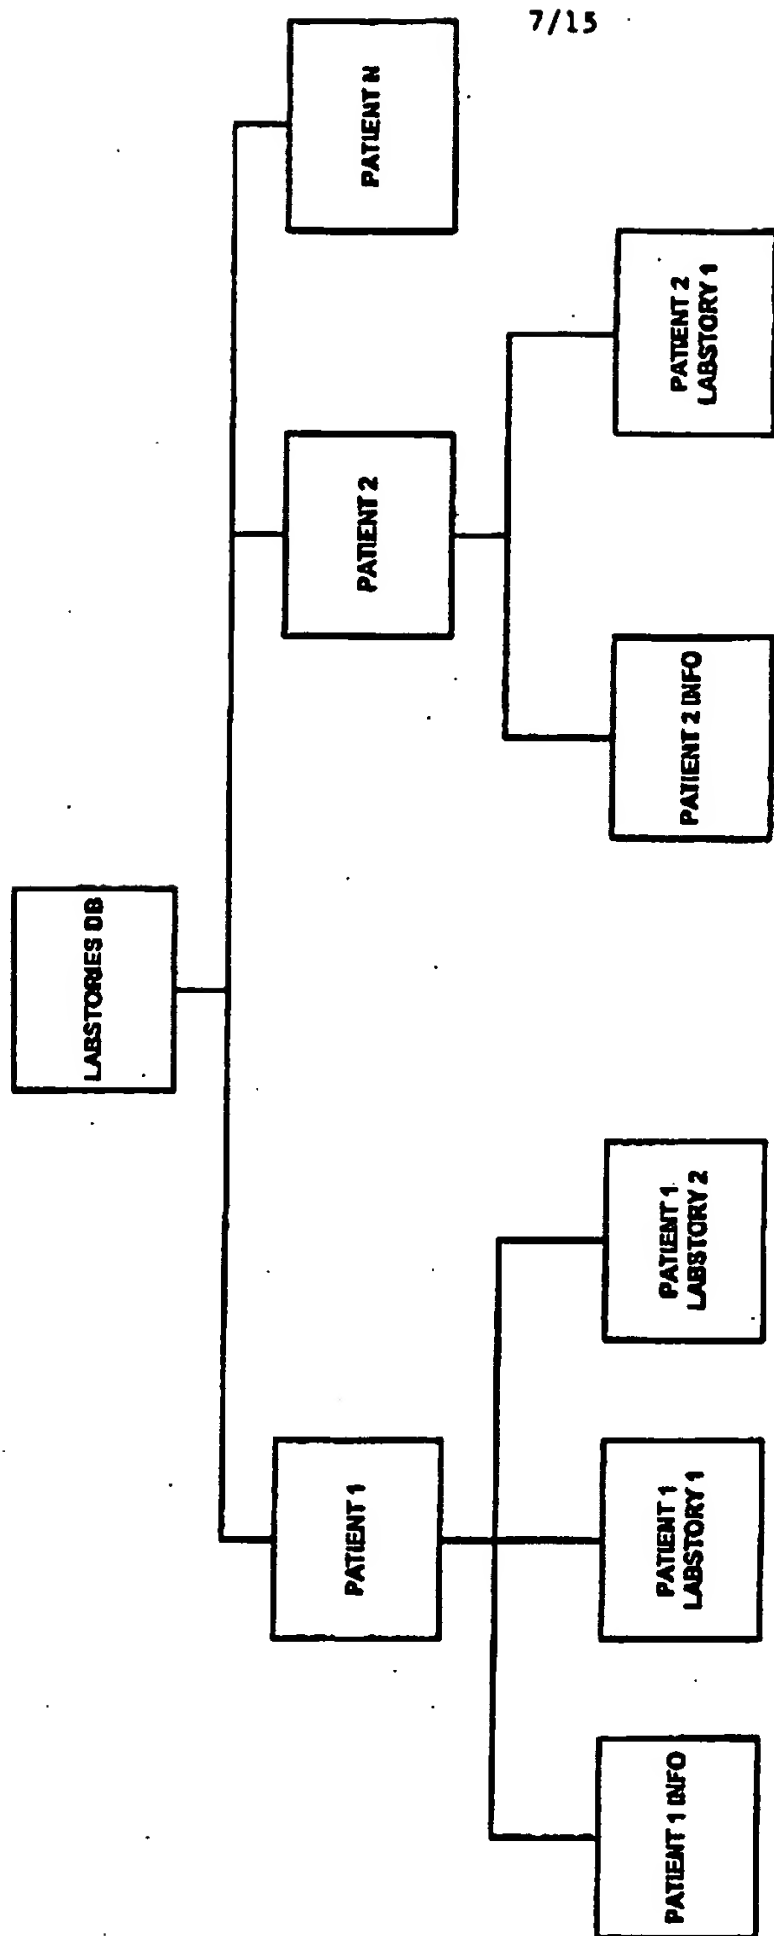 7/15
LABSTORIES DB
PATIENT 1
PATIENT 2
PATIENT N
PATIENT 1 INFO
PATIENT 1
LABSTORY 1
PATIENT 1
LABSTORY 2
PATIENT 2 INFO
PATIENT 2
LABSTORY 1